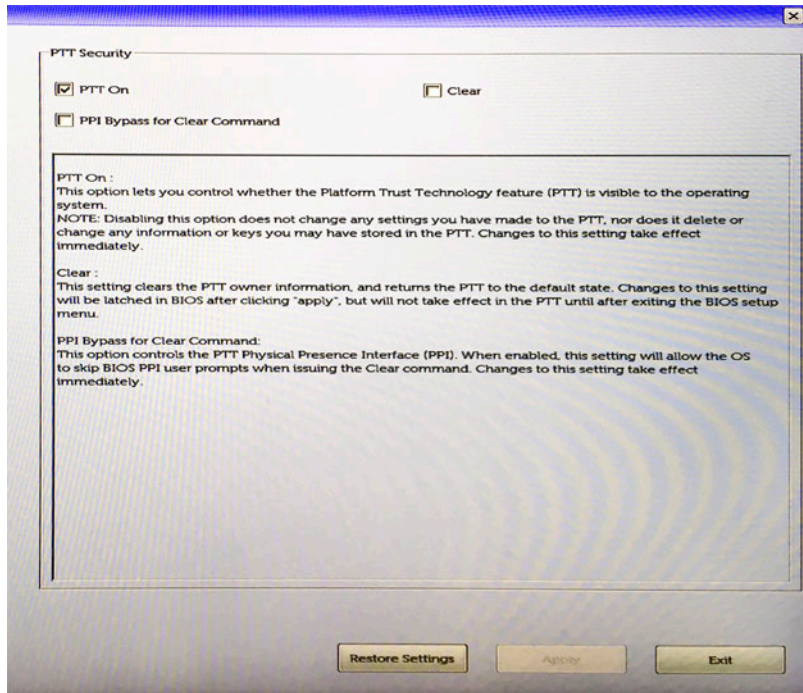 PTT Security
PTT On
Clear
PPI Bypass for Clear Command
PTT On :
This option lets you control whether the Platform Trust Technology feature (PTT) is visible to the operating
system.
NOTE: Disabling this option does not change any settings you have made to the PTT, nor does it delete or
change any information or keys you may have stored in the PTT. Changes to this setting take effect
immediately.
Clear :
This setting clears the PTT owner information, and returns the PTT to the default state. Changes to this setting
will be latched in BIOS after clicking "apply", but will not take effect in the PTT until after exiting the BIOS setup
menu.
PPI Bypass for Clear Command:
This option controls the PTT Physical Presence Interface (PPI). When enabled, this setting will allow the OS
to skip BIOS PPI user prompts when issuing the Clear command. Changes to this setting take effect
immediately.
Restore Settings
Apply
Exit